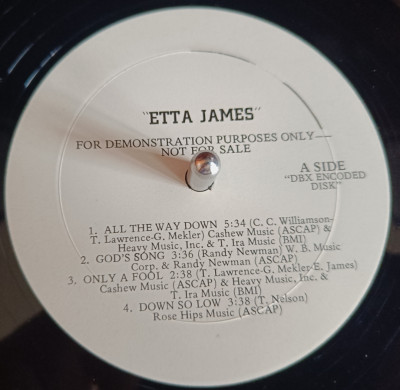 "ETTA JAMES"
FOR DEMONSTRATION PURPOSES ONLY—
NOT FOR SALE
A SIDE
"DBX ENCODED
DISK"
1. ALL THE WAY DOWN 5:34 (C. C. Williamson-
T. Lawrence-G. Mekler) Cashew Music (ASCAP) &
Heavy Music, Inc, & T. Ira Music (BMI)
2. GOD'S SONG 3:36 (Randy Newman) W. B. Music
Corp. & Randy Newman (ASCAP)
3. ONLY A FOOL 2:38 (T. Lawrence-G. Mekler-E. James)
Cashew Music (ASCAP) & Heavy Music, Inc. &
T. Ira Music (BMI)
4. DOWN SO LOW 3:38 (T. Nelson)
Rose Hips Music (ASCAP)